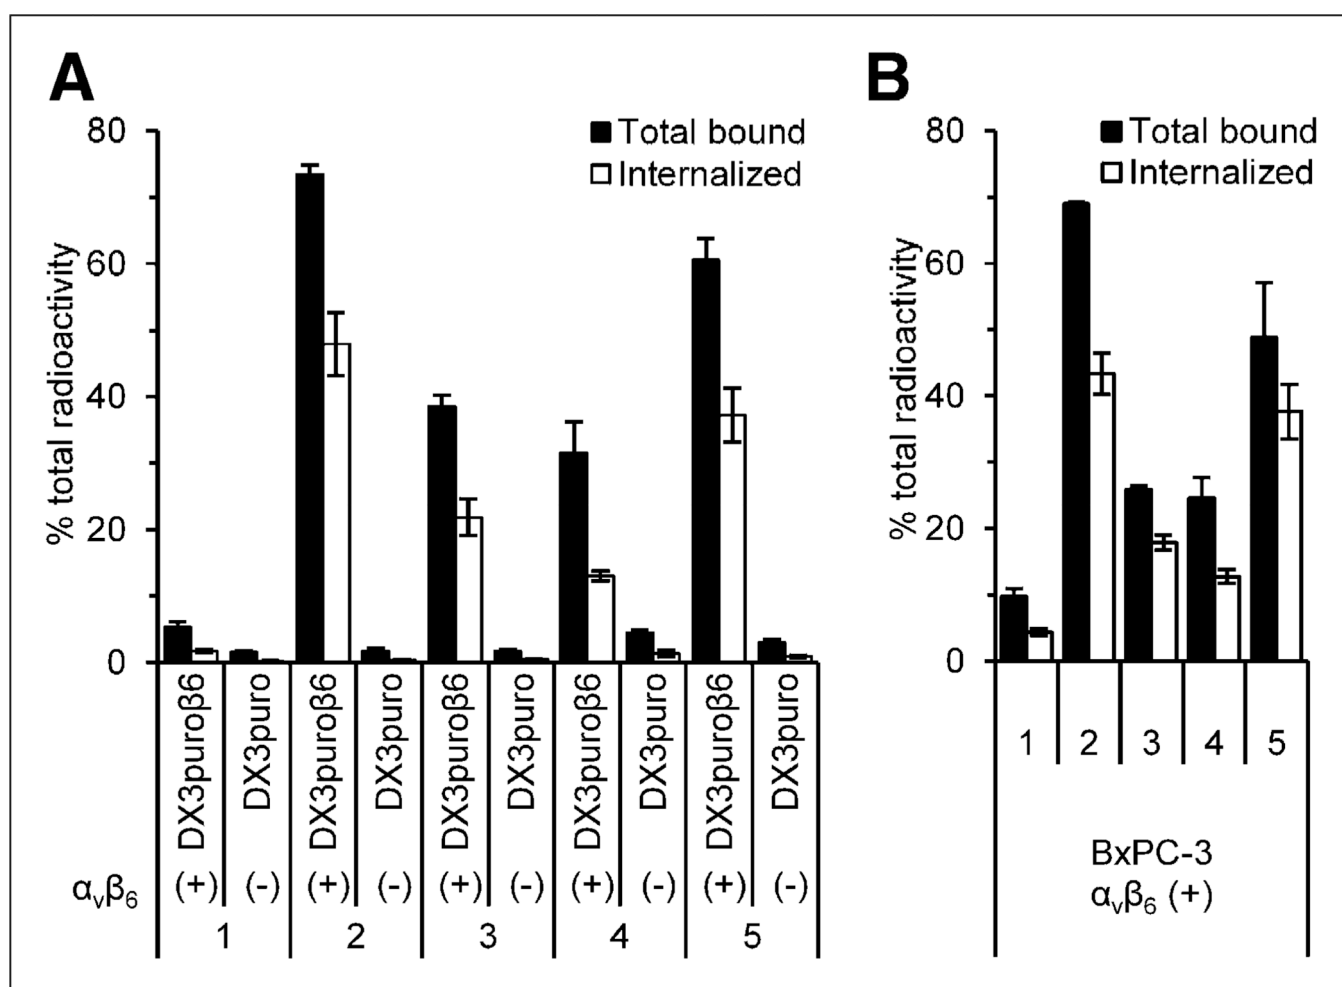 A
Total bound
Internalized
80
60
40
20
0
% total radioactivity
DX3puroβ6
DX3puro
DX3puroβ6
DX3puro
DX3puroβ6
DX3puro
DX3puroβ6
DX3puro
DX3puroβ6
DX3puro
αvβ6 (+) (-) (+) (-) (+) (-) (+) (-) (+) (-)
1 2 3 4 5
B
Total bound
Internalized
80
60
40
20
0
% total radioactivity
1 2 3 4 5
BxPC-3
αvβ6 (+)